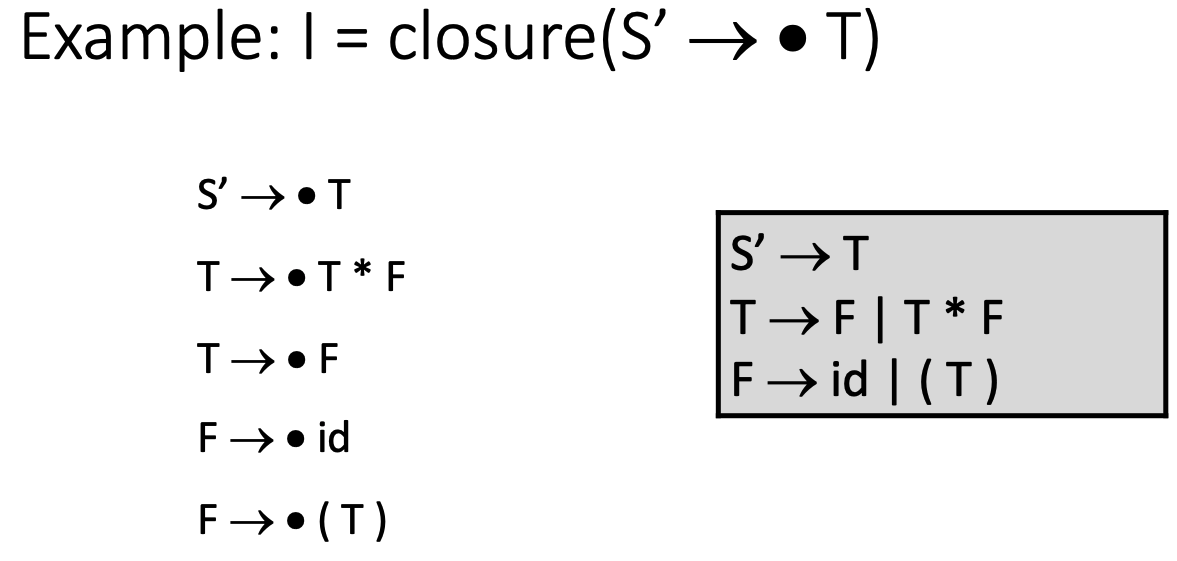 Example: I = closure(S’ → • T)
S’ → • T
T → • T * F
T → • F
F → • id
F → • ( T )
S’ → T
T → F | T * F
F → id | ( T )